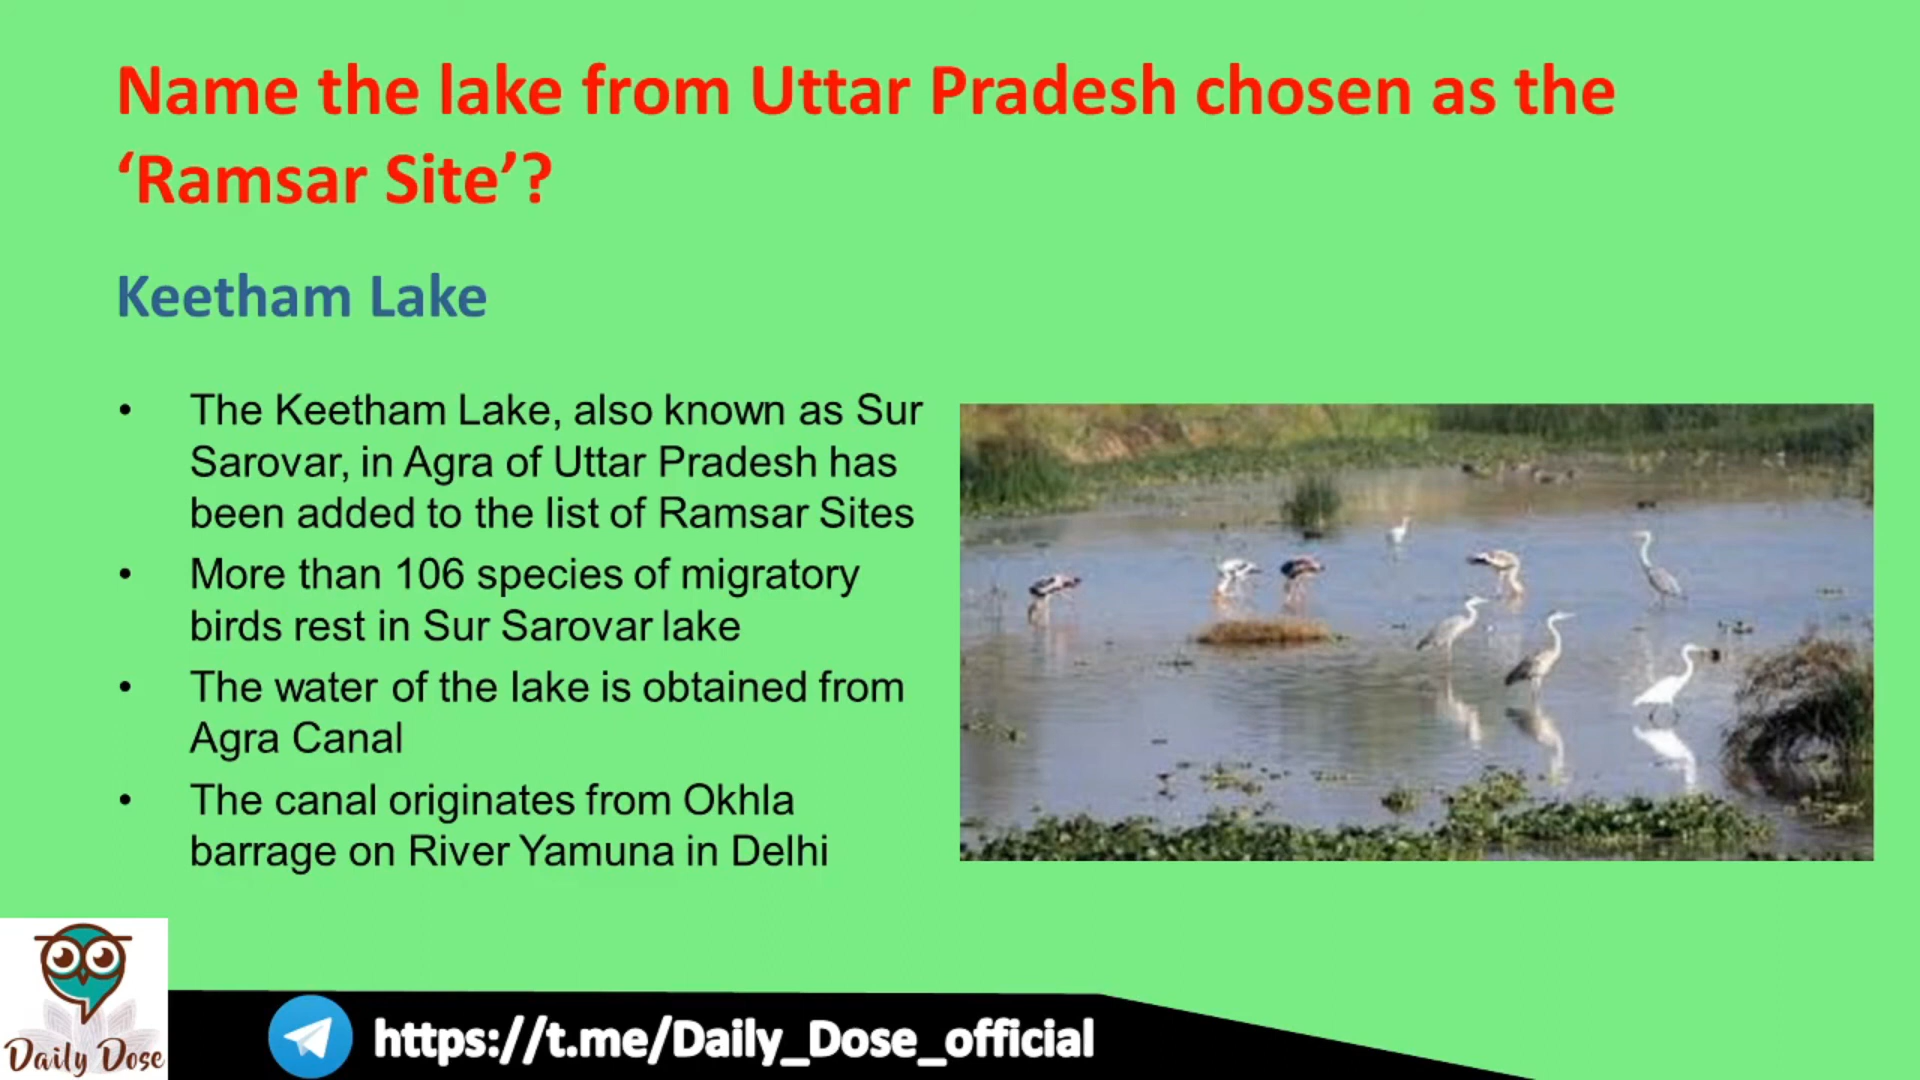 Name the lake from Uttar Pradesh chosen as the
‘Ramsar Site’?
Keetham Lake
• The Keetham Lake, also known as Sur
Sarovar, in Agra of Uttar Pradesh has
been added to the list of Ramsar Sites
• More than 106 species of migratory
birds rest in Sur Sarovar lake
• The water of the lake is obtained from
Agra Canal
• The canal originates from Okhla
barrage on River Yamuna in Delhi
Daily Dose
https://t.me/Daily_Dose_official